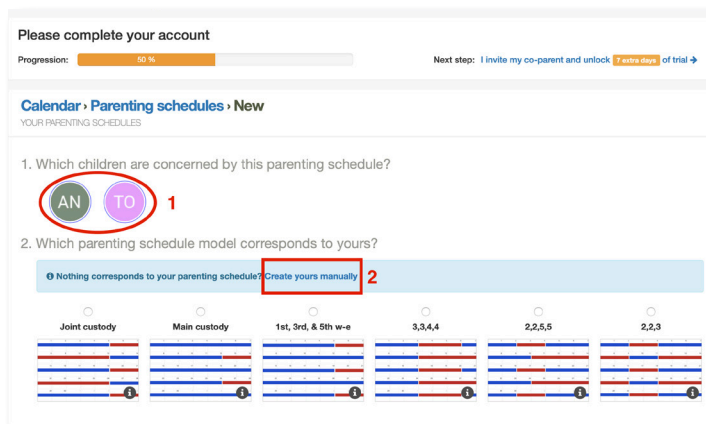 Please complete your account
Progression: 50 % Next step: I invite my co-parent and unlock 7 extra days of trial →
Calendar › Parenting schedules › New
YOUR PARENTING SCHEDULES
1. Which children are concerned by this parenting schedule?
AN TO 1
2. Which parenting schedule model corresponds to yours?
Nothing corresponds to your parenting schedule? Create yours manually 2
Joint custody Main custody 1st, 3rd, & 5th w-e 3,3,4,4 2,2,5,5 2,2,3